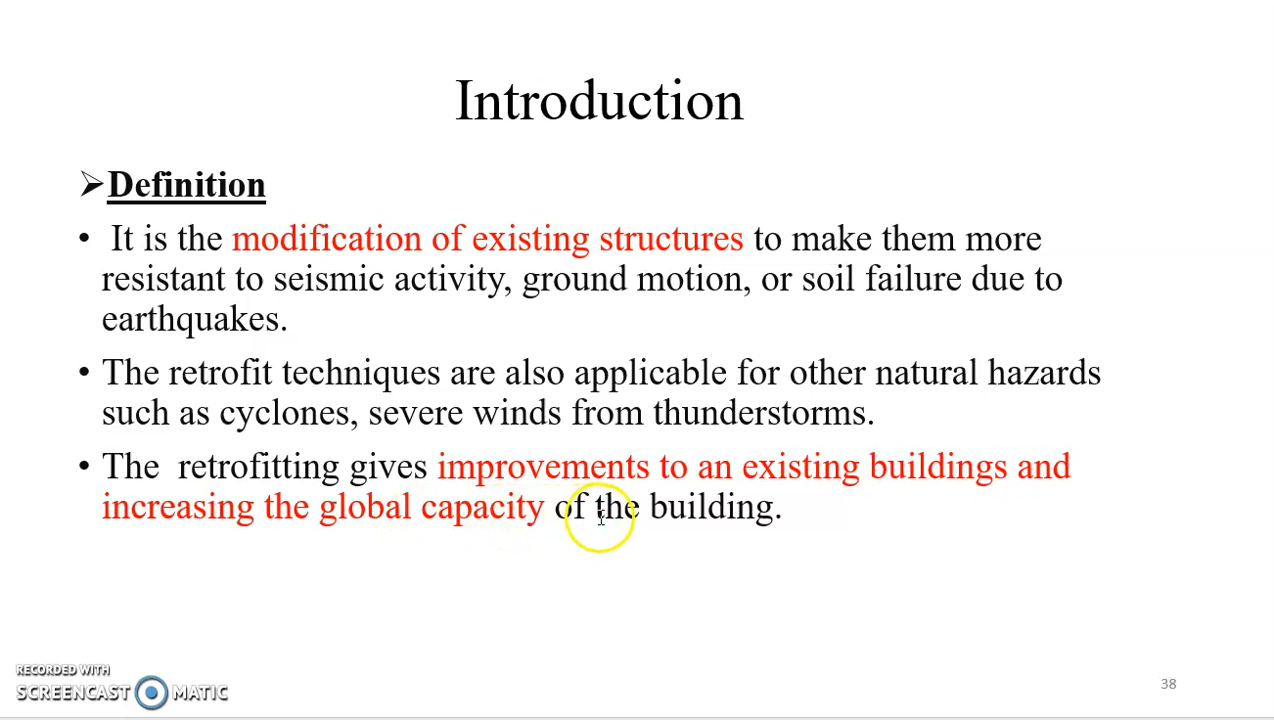 Introduction
➢Definition
• It is the modification of existing structures to make them more
resistant to seismic activity, ground motion, or soil failure due to
earthquakes.
• The retrofit techniques are also applicable for other natural hazards
such as cyclones, severe winds from thunderstorms.
• The retrofitting gives improvements to an existing buildings and
increasing the global capacity of the building.
RECORDED WITH
SCREENCAST MATIC
38